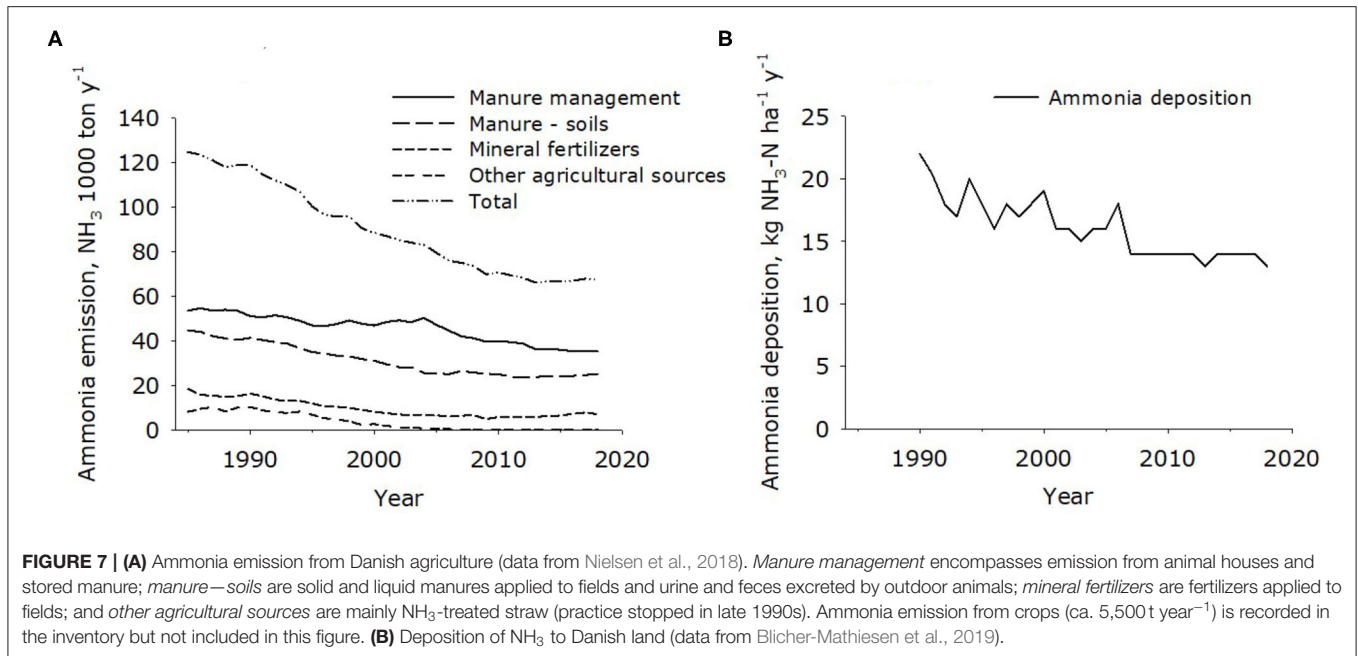 A
Ammonia emission, NH₃ 1000 ton y⁻¹
140
120
100
80
60
40
20
0
1990
2000
2010
2020
Year
Manure management
Manure - soils
Mineral fertilizers
Other agricultural sources
Total
B
Ammonia deposition, kg NH₃-N ha⁻¹ y⁻¹
25
20
15
10
5
0
1990
2000
2010
2020
Year
Ammonia deposition
FIGURE 7 | (A) Ammonia emission from Danish agriculture (data from Nielsen et al., 2018). Manure management encompasses emission from animal houses and
stored manure; manure—soils are solid and liquid manures applied to fields and urine and feces excreted by outdoor animals; mineral fertilizers are fertilizers applied to
fields; and other agricultural sources are mainly NH₃-treated straw (practice stopped in late 1990s). Ammonia emission from crops (ca. 5,500 t year⁻¹) is recorded in
the inventory but not included in this figure. (B) Deposition of NH₃ to Danish land (data from Blicher-Mathiesen et al., 2019).